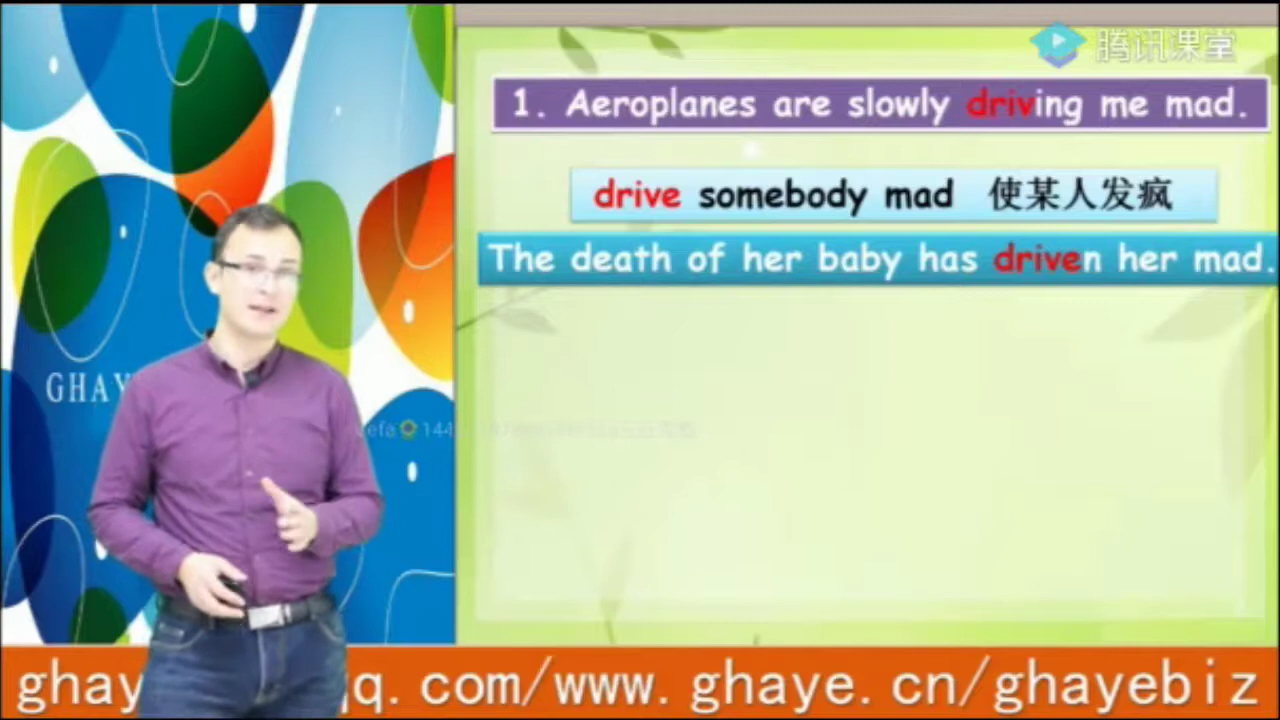 腾讯课堂
1. Aeroplanes are slowly driving me mad.
drive somebody mad 使某人发疯
The death of her baby has driven her mad.
GHAY
ghay q. com/www. ghaye. cn/ghayebiz